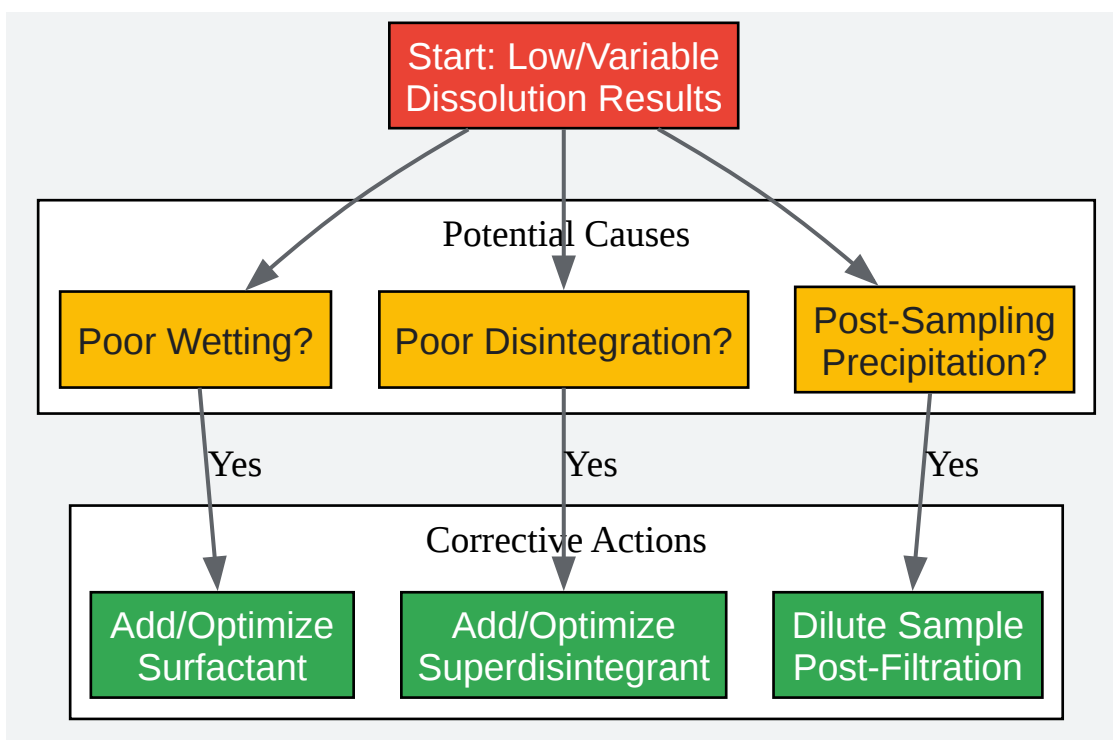 Start: Low/Variable
Dissolution Results
Potential Causes
Poor Wetting?
Poor Disintegration?
Post-Sampling
Precipitation?
Yes
Yes
Yes
Corrective Actions
Add/Optimize
Surfactant
Add/Optimize
Superdisintegrant
Dilute Sample
Post-Filtration